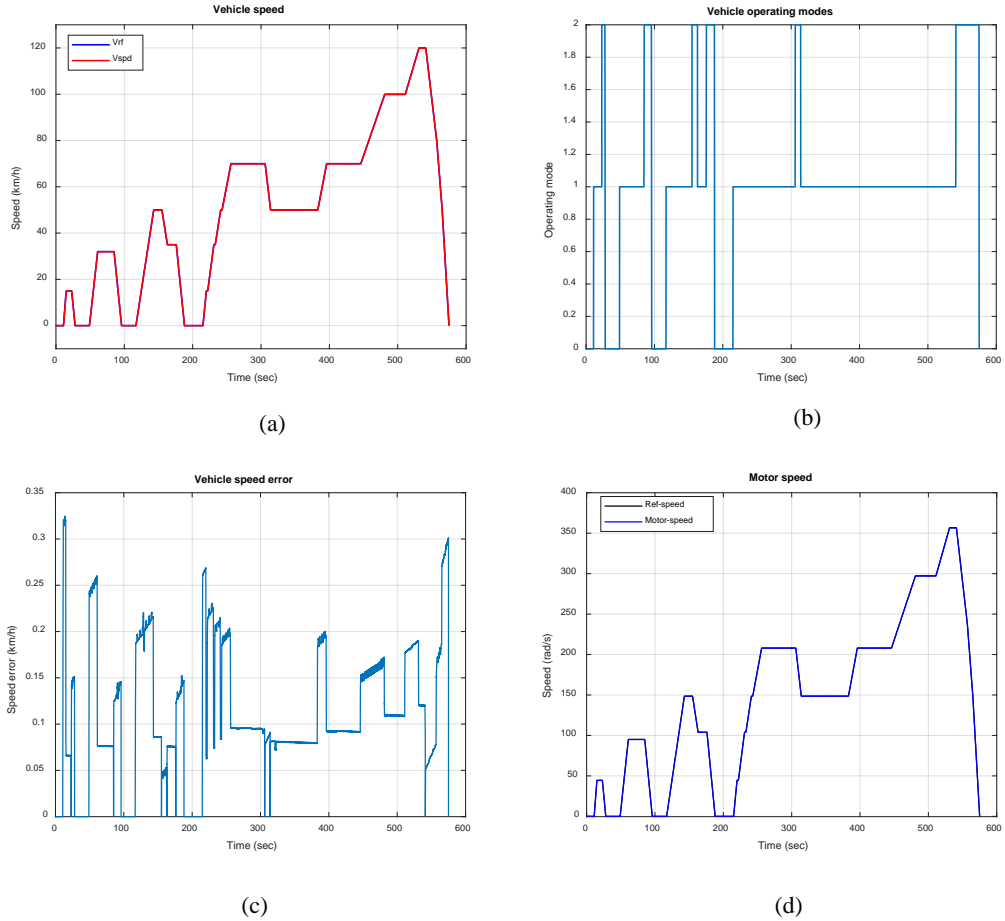 Vehicle speed
Vrf
Vspd
120
100
80
60
40
20
0
Speed (km/h)
0 100 200 300 400 500 600
Time (sec)
(a)
Vehicle operating modes
2
1.8
1.6
1.4
1.2
1
0.8
0.6
0.4
0.2
0
Operating mode
0 100 200 300 400 500 600
Time (sec)
(b)
Vehicle speed error
0.35
0.3
0.25
0.2
0.15
0.1
0.05
0
Speed error (km/h)
0 100 200 300 400 500 600
Time (sec)
(c)
Motor speed
Ref-speed
Motor-speed
400
350
300
250
200
150
100
50
0
Speed (rad/s)
0 100 200 300 400 500 600
Time (sec)
(d)